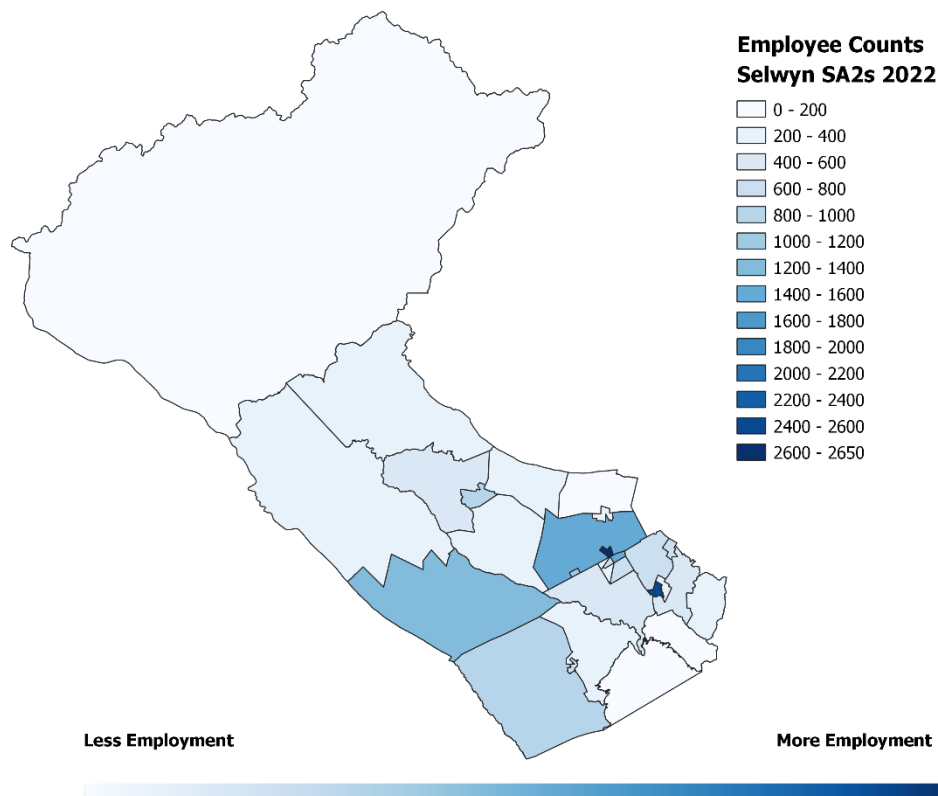 Employee Counts
Selwyn SA2s 2022
0 - 200
200 - 400
400 - 600
600 - 800
800 - 1000
1000 - 1200
1200 - 1400
1400 - 1600
1600 - 1800
1800 - 2000
2000 - 2200
2200 - 2400
2400 - 2600
2600 - 2650
Less Employment
More Employment